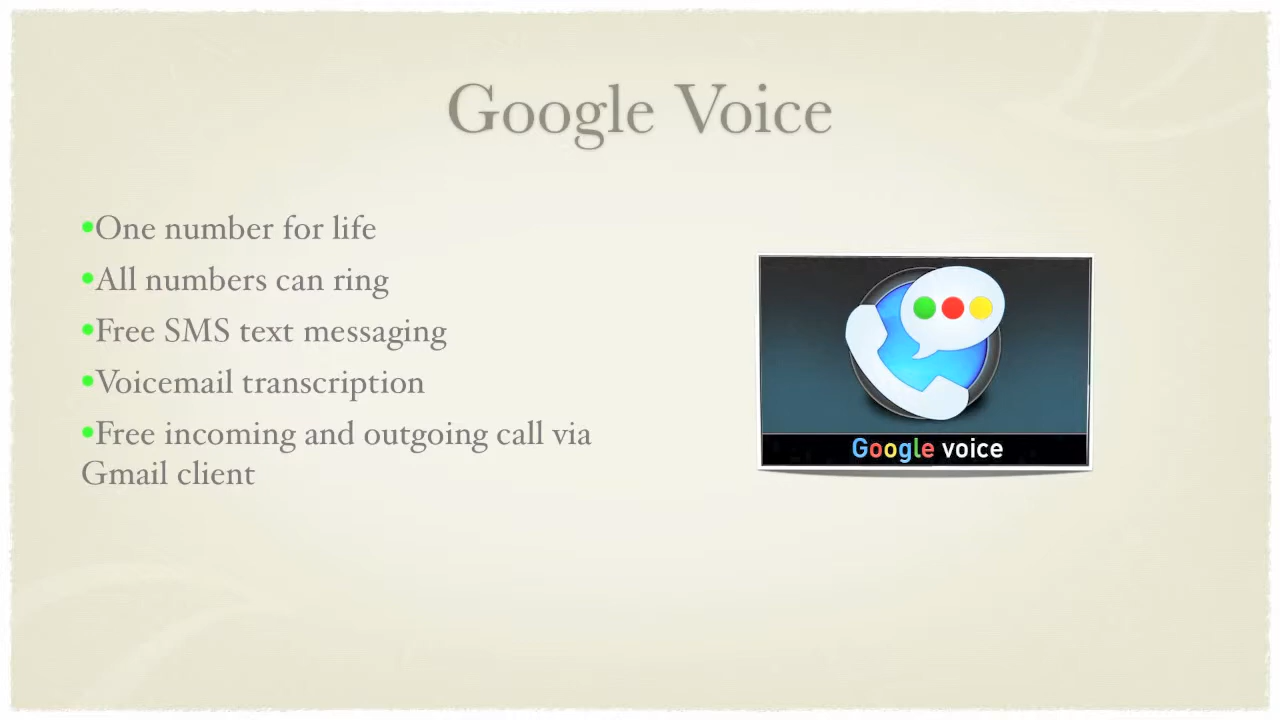 Google Voice
•One number for life
•All numbers can ring
•Free SMS text messaging
•Voicemail transcription
•Free incoming and outgoing call via
Gmail client
Google voice